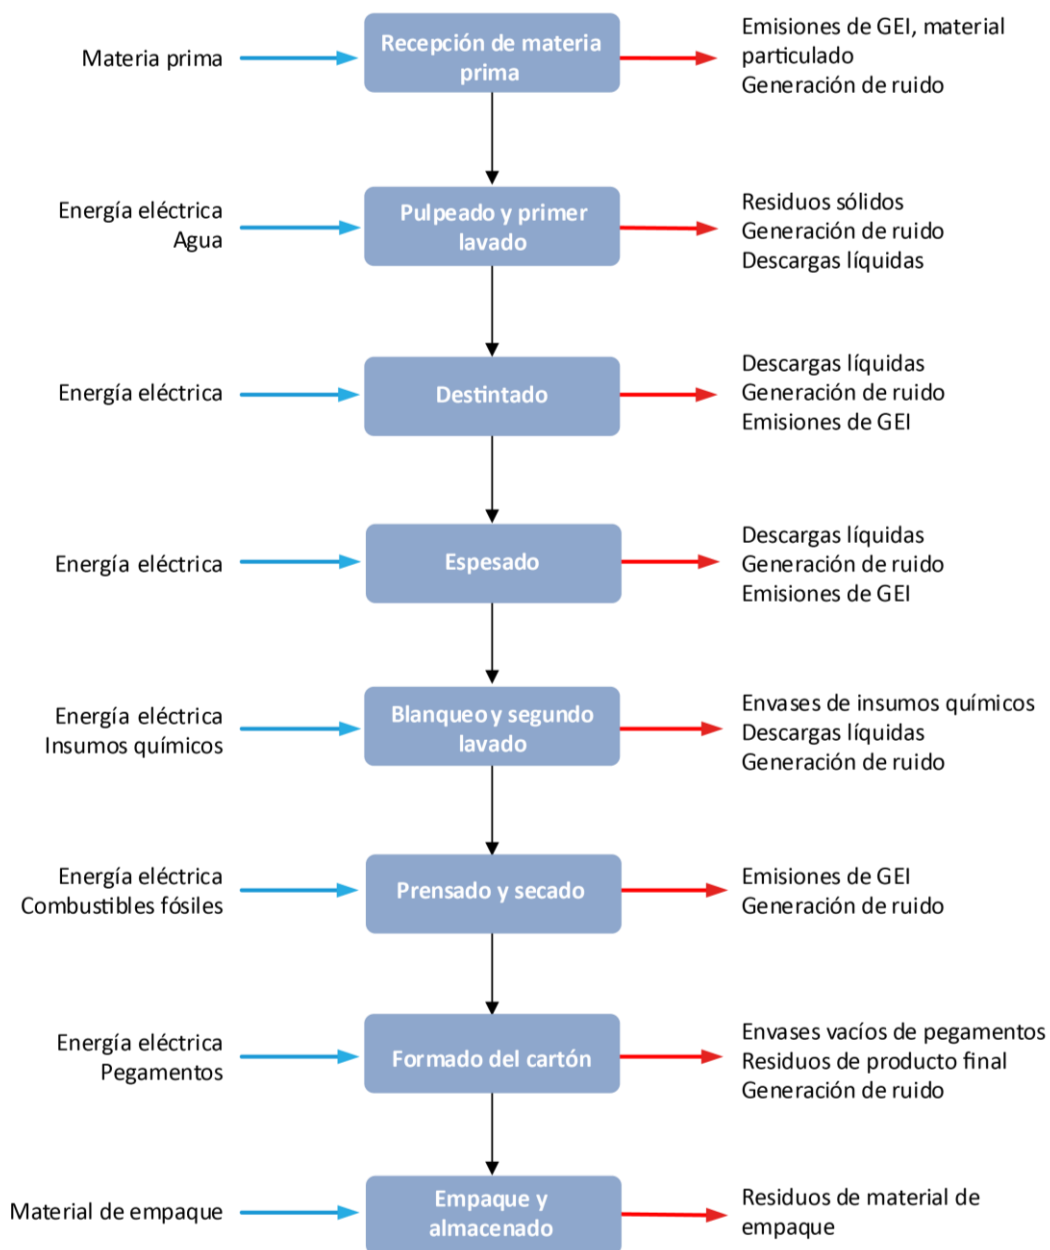 Materia prima
Recepción de materia
prima
Emisiones de GEI, material
particulado
Generación de ruido
Energía eléctrica
Agua
Pulpeado y primer
lavado
Residuos sólidos
Generación de ruido
Descargas líquidas
Energía eléctrica
Destintado
Descargas líquidas
Generación de ruido
Emisiones de GEI
Energía eléctrica
Espesado
Descargas líquidas
Generación de ruido
Emisiones de GEI
Energía eléctrica
Insumos químicos
Blanqueo y segundo
lavado
Envases de insumos químicos
Descargas líquidas
Generación de ruido
Energía eléctrica
Combustibles fósiles
Prensado y secado
Emisiones de GEI
Generación de ruido
Energía eléctrica
Pegamentos
Formado del cartón
Envases vacíos de pegamentos
Residuos de producto final
Generación de ruido
Material de empaque
Empaque y
almacenado
Residuos de material de
empaque